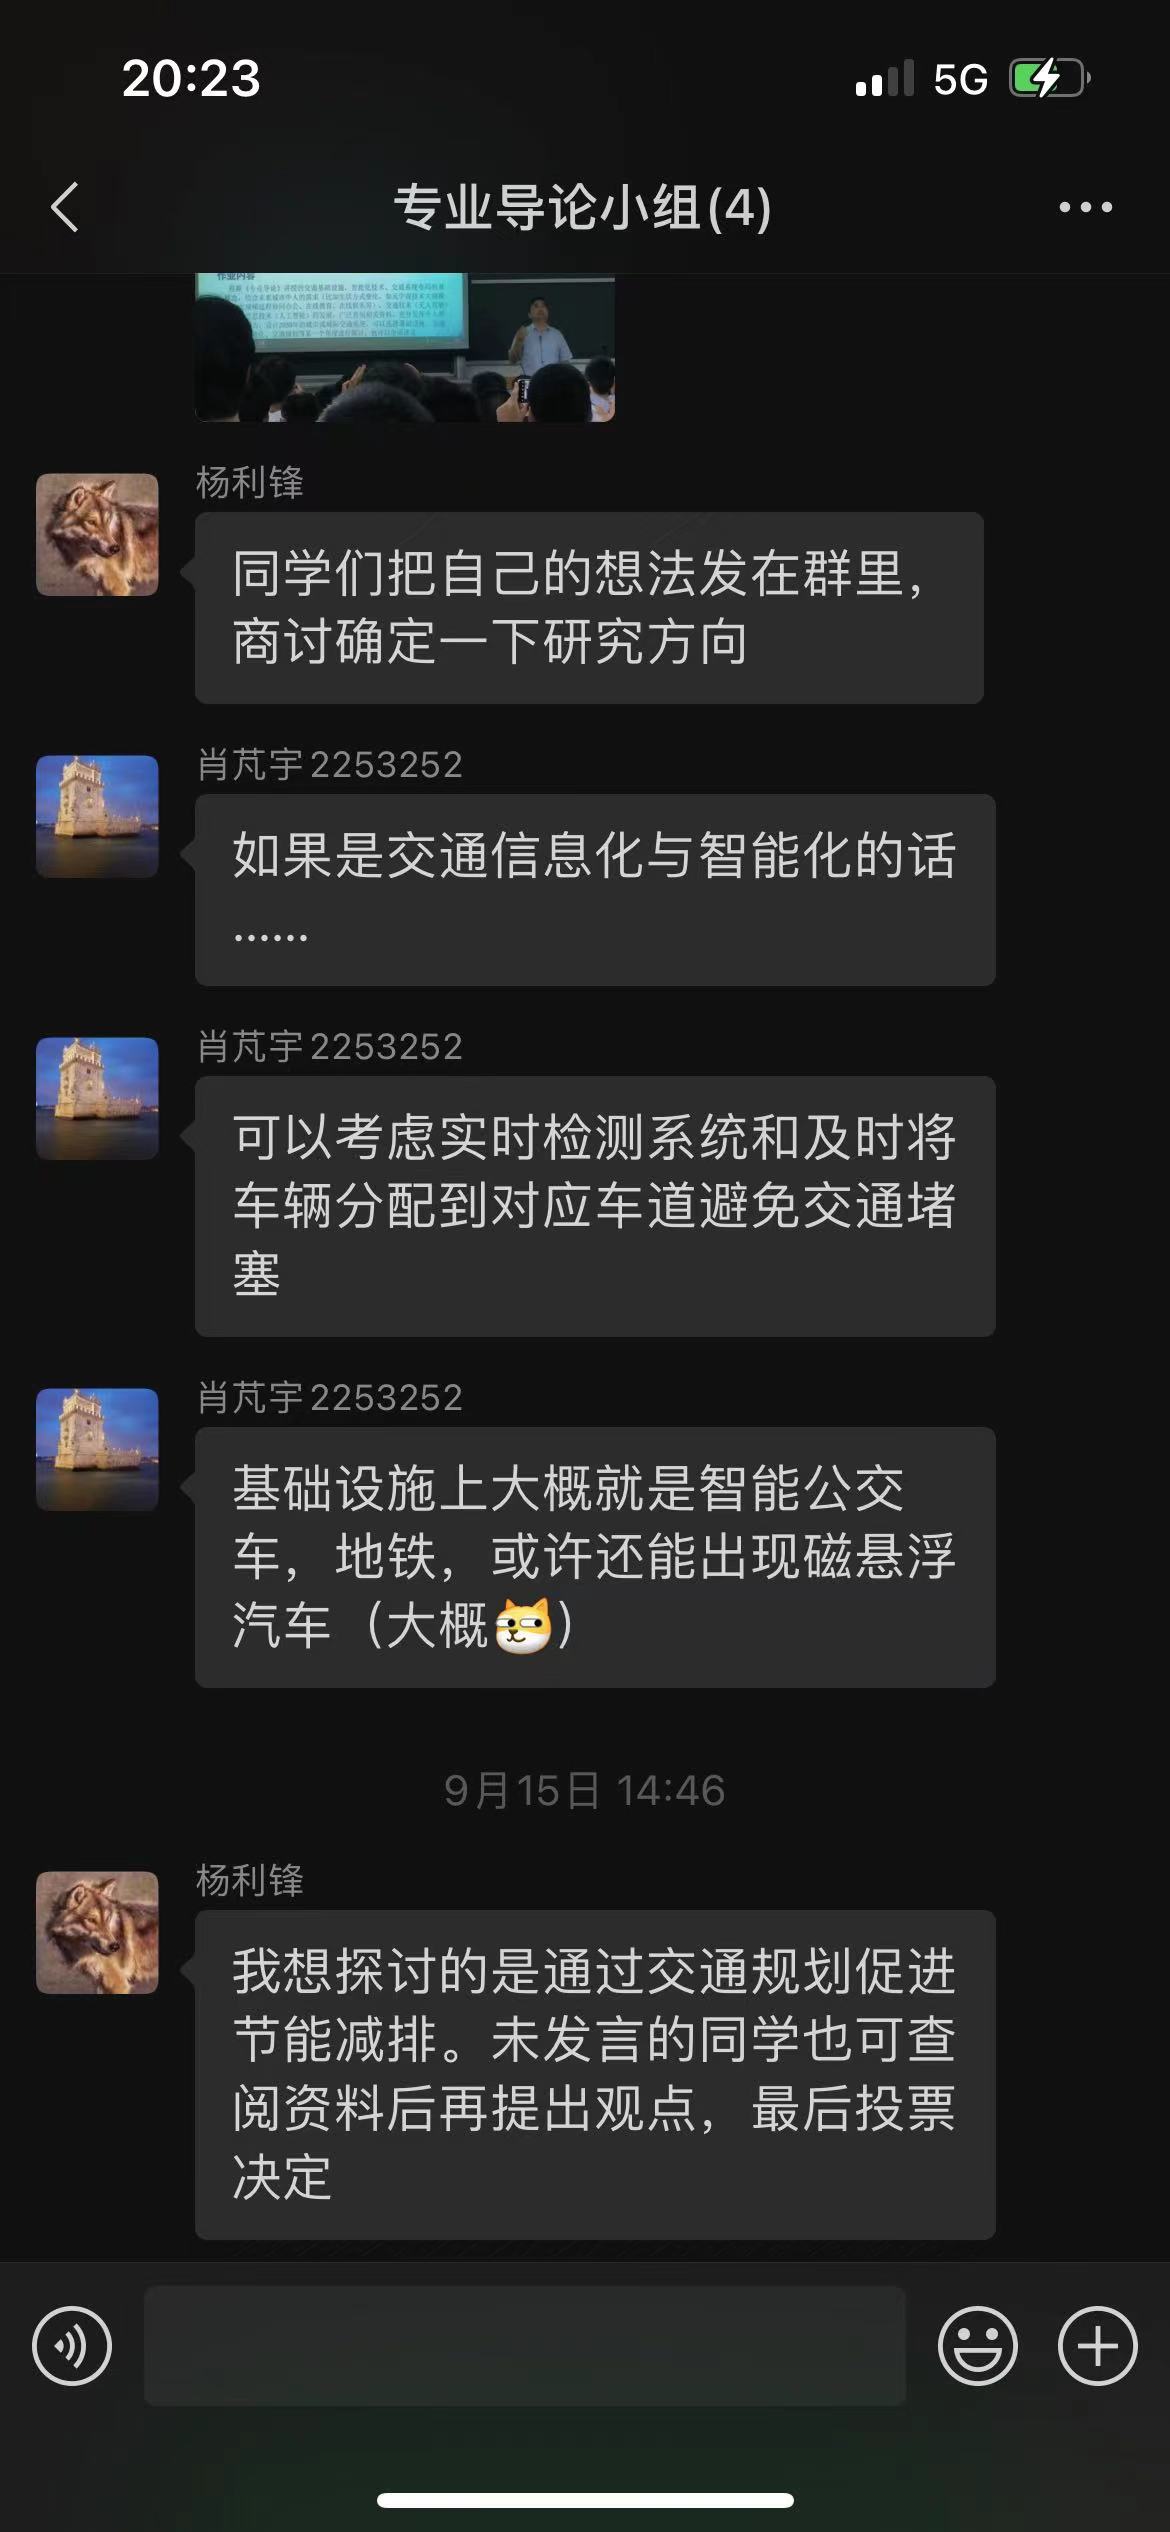 20:23
5G
专业导论小组(4)
作业内容
杨利锋
同学们把自己的想法发在群里，
商讨确定一下研究方向
肖芃宇2253252
如果是交通信息化与智能化的话
……
肖芃宇2253252
可以考虑实时检测系统和及时将
车辆分配到对应车道避免交通堵
塞
肖芃宇2253252
基础设施上大概就是智能公交
车，地铁，或许还能出现磁悬浮
汽车（大概）
9月15日 14:46
杨利锋
我想探讨的是通过交通规划促进
节能减排。未发言的同学也可查
阅资料后再提出观点，最后投票
决定